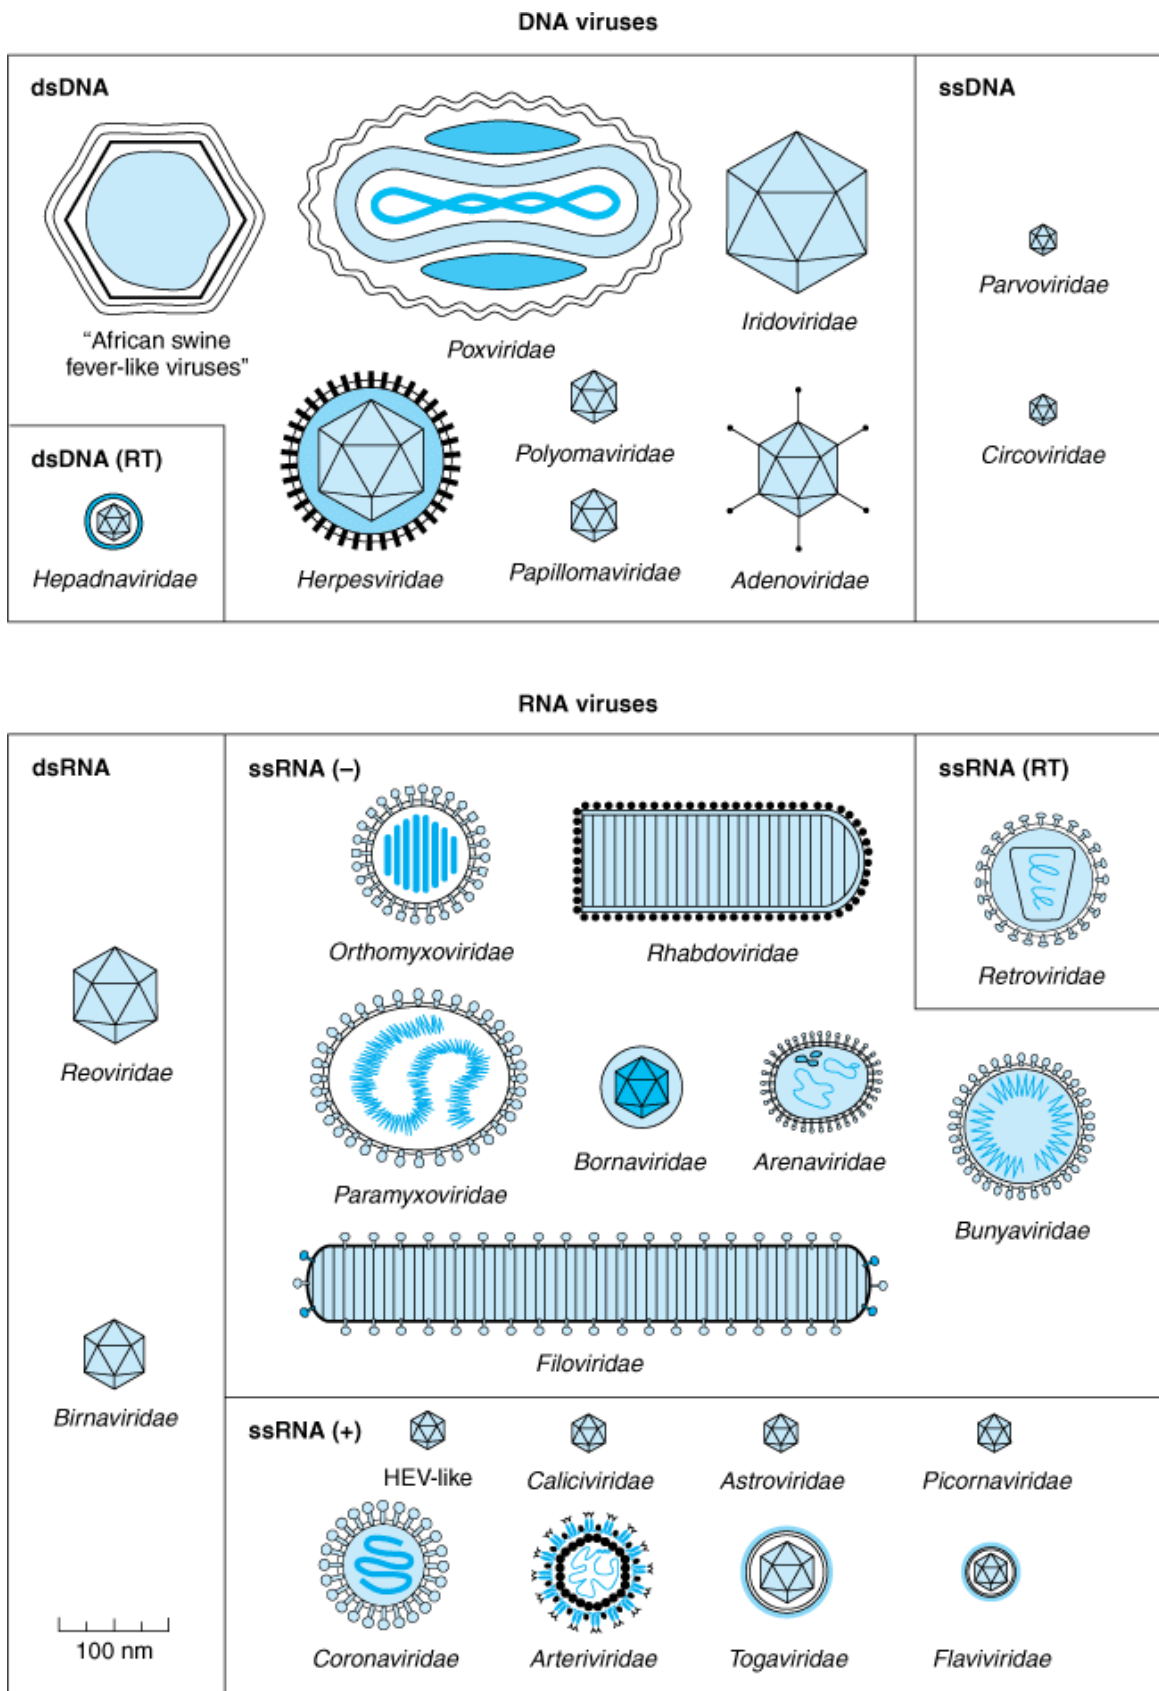 DNA viruses
dsDNA
ssDNA
“African swine
fever-like viruses”
Poxviridae
Iridoviridae
Parvoviridae
dsDNA (RT)
Hepadnaviridae
Herpesviridae
Polyomaviridae
Papillomaviridae
Adenoviridae
Circoviridae
RNA viruses
dsRNA
ssRNA (–)
ssRNA (RT)
Orthomyxoviridae
Rhabdoviridae
Retroviridae
Reoviridae
Paramyxoviridae
Bornaviridae
Arenaviridae
Bunyaviridae
Filoviridae
Birnaviridae
ssRNA (+)
HEV-like
Caliciviridae
Astroviridae
Picornaviridae
Coronaviridae
Arteriviridae
Togaviridae
Flaviviridae
100 nm